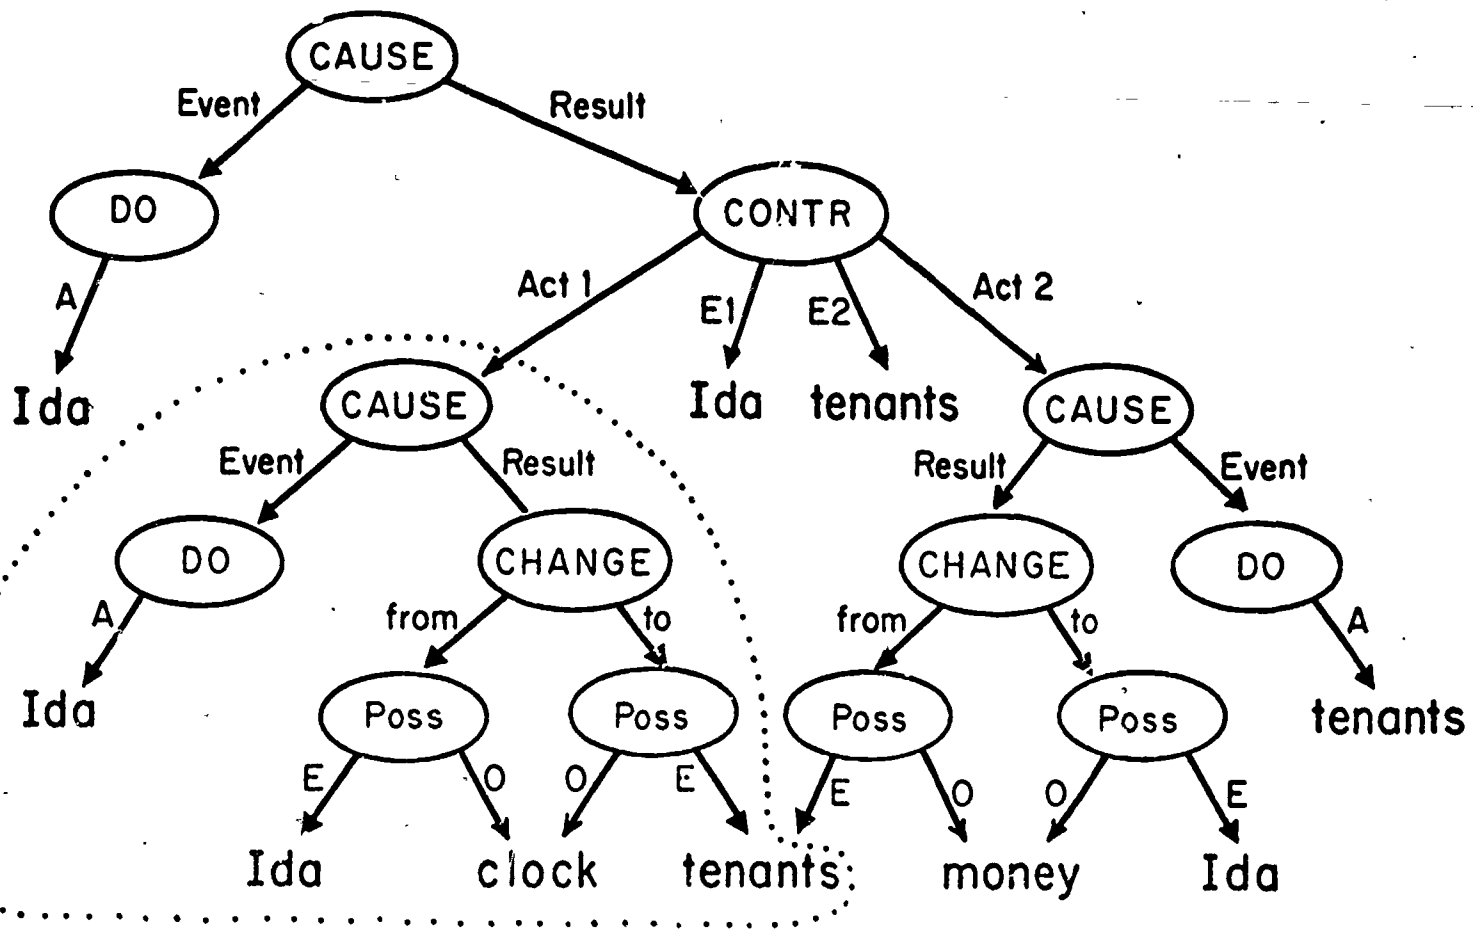 CAUSE
Event Result
DO CONTR
A Act 1 E1 E2 Act 2
Ida CAUSE Ida tenants CAUSE
Event Result Result Event
DO CHANGE CHANGE DO
A from to from to A
Ida Poss Poss Poss Poss tenants
E O O E E O O E
Ida clock tenants money Ida